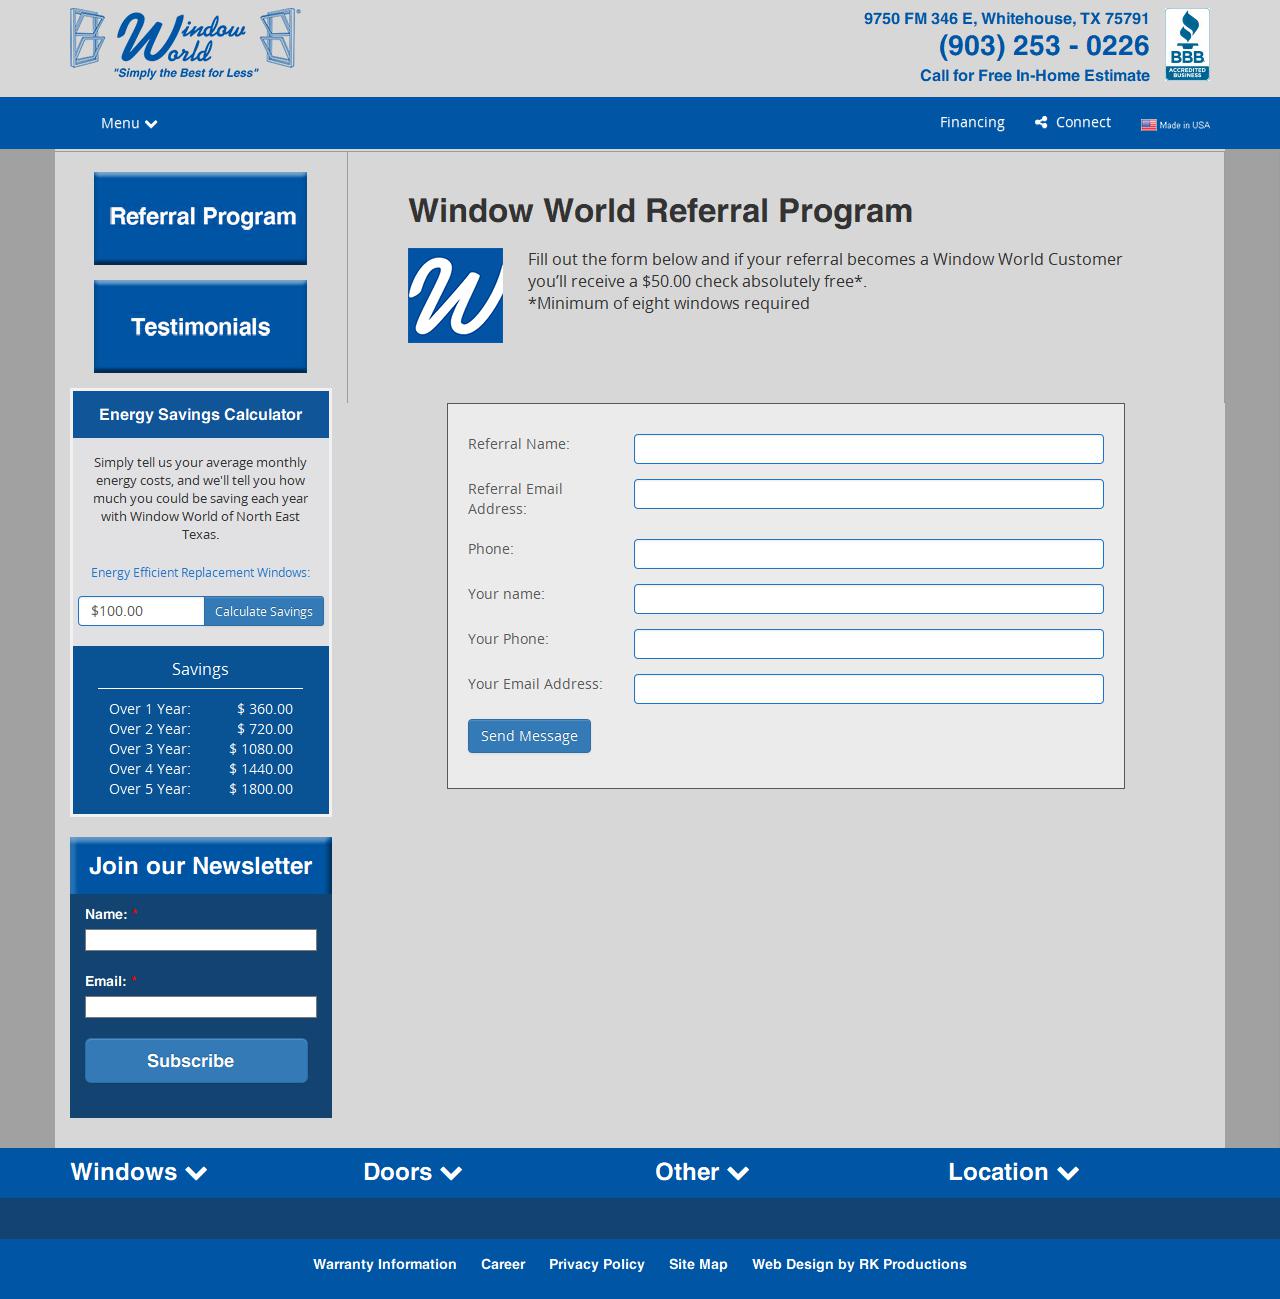 Window World
"Simply the Best for Less"
9750 FM 346 E, Whitehouse, TX 75791
(903) 253 - 0226
Call for Free In-Home Estimate
BBB
ACCREDITED
BUSINESS
Menu
Financing
Connect
Made in USA
Referral Program
Testimonials
Energy Savings Calculator
Simply tell us your average monthly
energy costs, and we'll tell you how
much you could be saving each year
with Window World of North East
Texas.
Energy Efficient Replacement Windows:
$100.00
Calculate Savings
Savings
Over 1 Year: $ 360.00
Over 2 Year: $ 720.00
Over 3 Year: $ 1080.00
Over 4 Year: $ 1440.00
Over 5 Year: $ 1800.00
Join our Newsletter
Name: *
Email: *
Subscribe
Window World Referral Program
W
Fill out the form below and if your referral becomes a Window World Customer
you’ll receive a $50.00 check absolutely free*.
*Minimum of eight windows required
Referral Name:
Referral Email
Address:
Phone:
Your name:
Your Phone:
Your Email Address:
Send Message
Windows
Doors
Other
Location
Warranty Information
Career
Privacy Policy
Site Map
Web Design by RK Productions